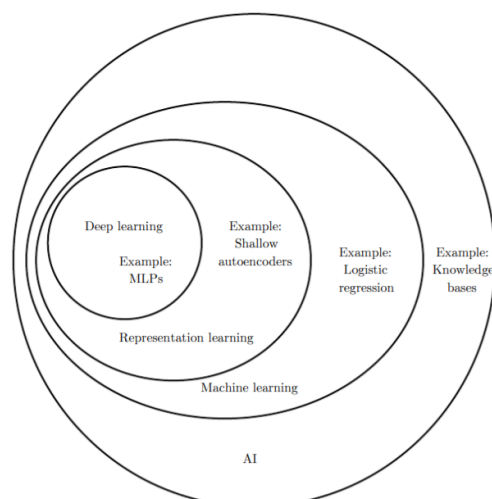 Deep learning
Example:
MLPs
Example:
Shallow
autoencoders
Example:
Logistic
regression
Example:
Knowledge
bases
Representation learning
Machine learning
AI